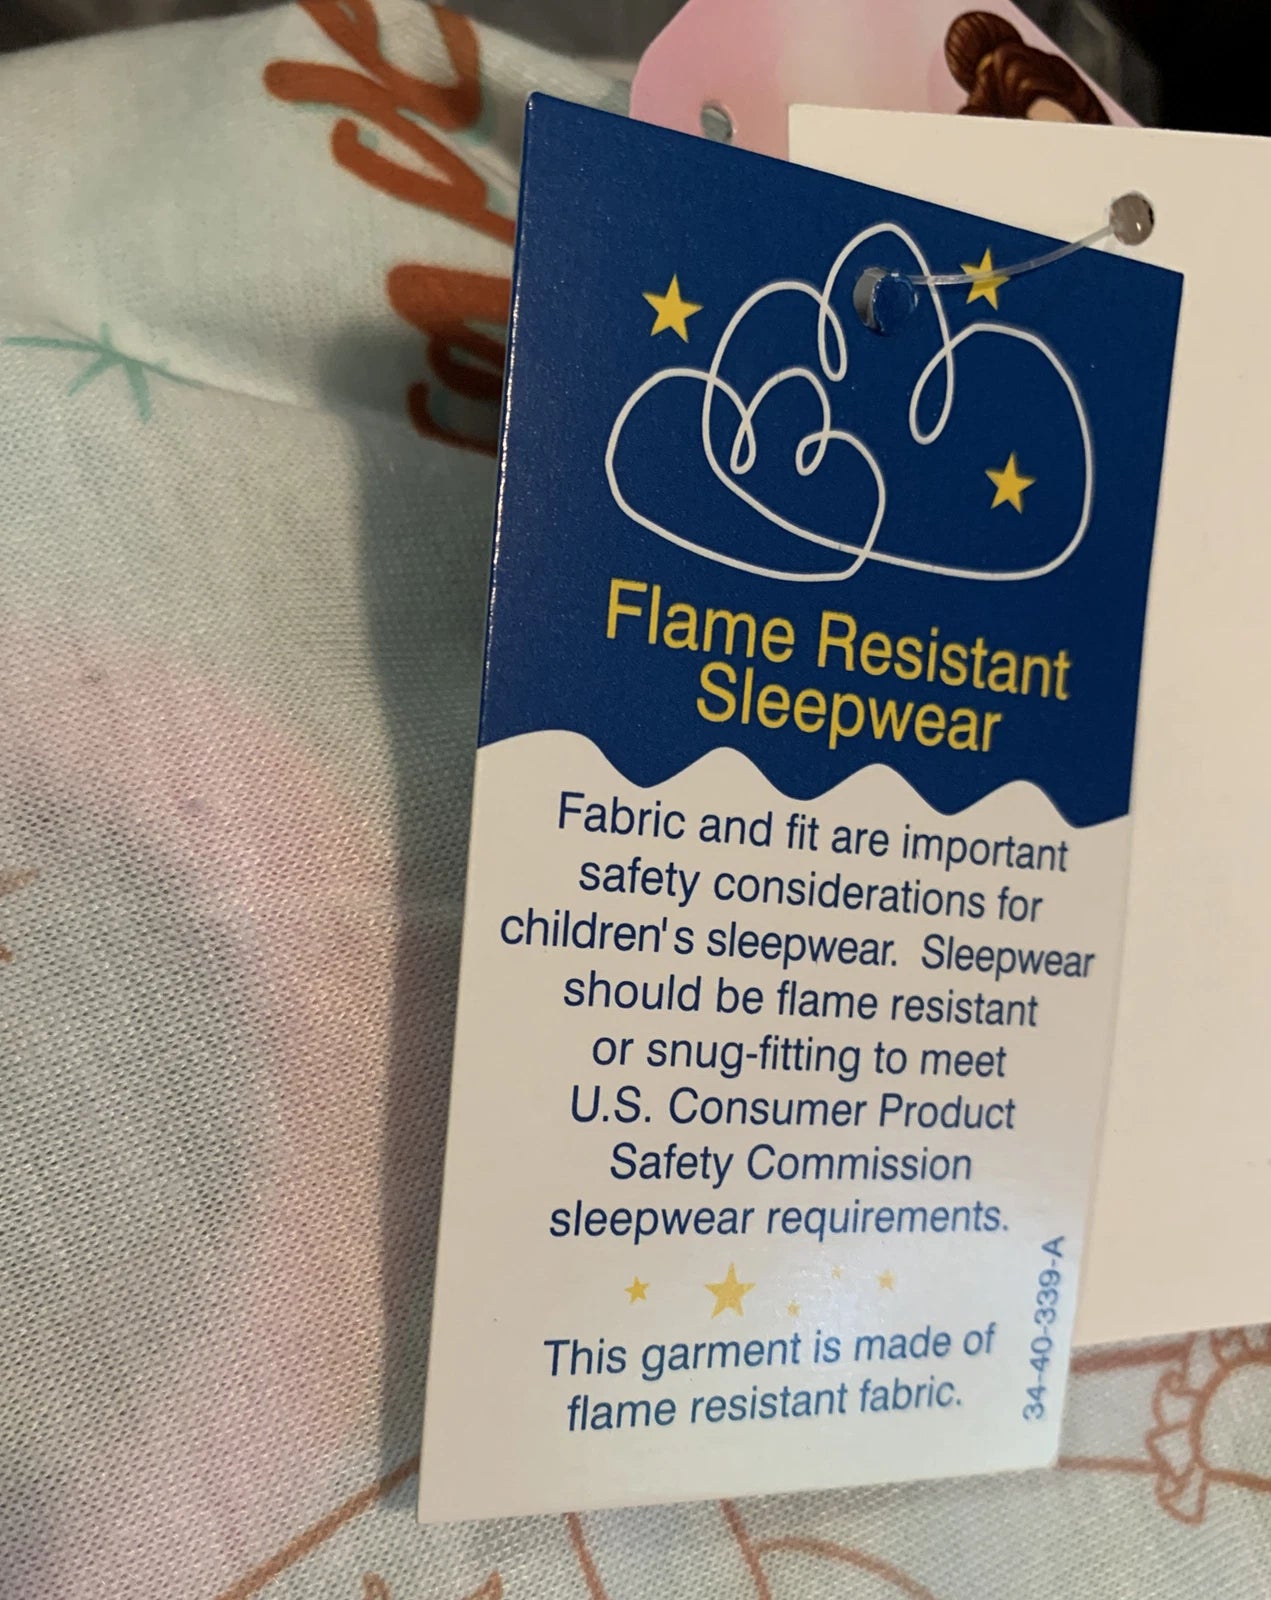 Flame Resistant
Sleepwear
Fabric and fit are important
safety considerations for
children's sleepwear. Sleepwear
should be flame resistant
or snug-fitting to meet
U.S. Consumer Product
Safety Commission
sleepwear requirements.
This garment is made of
flame resistant fabric.
34-40-339-A